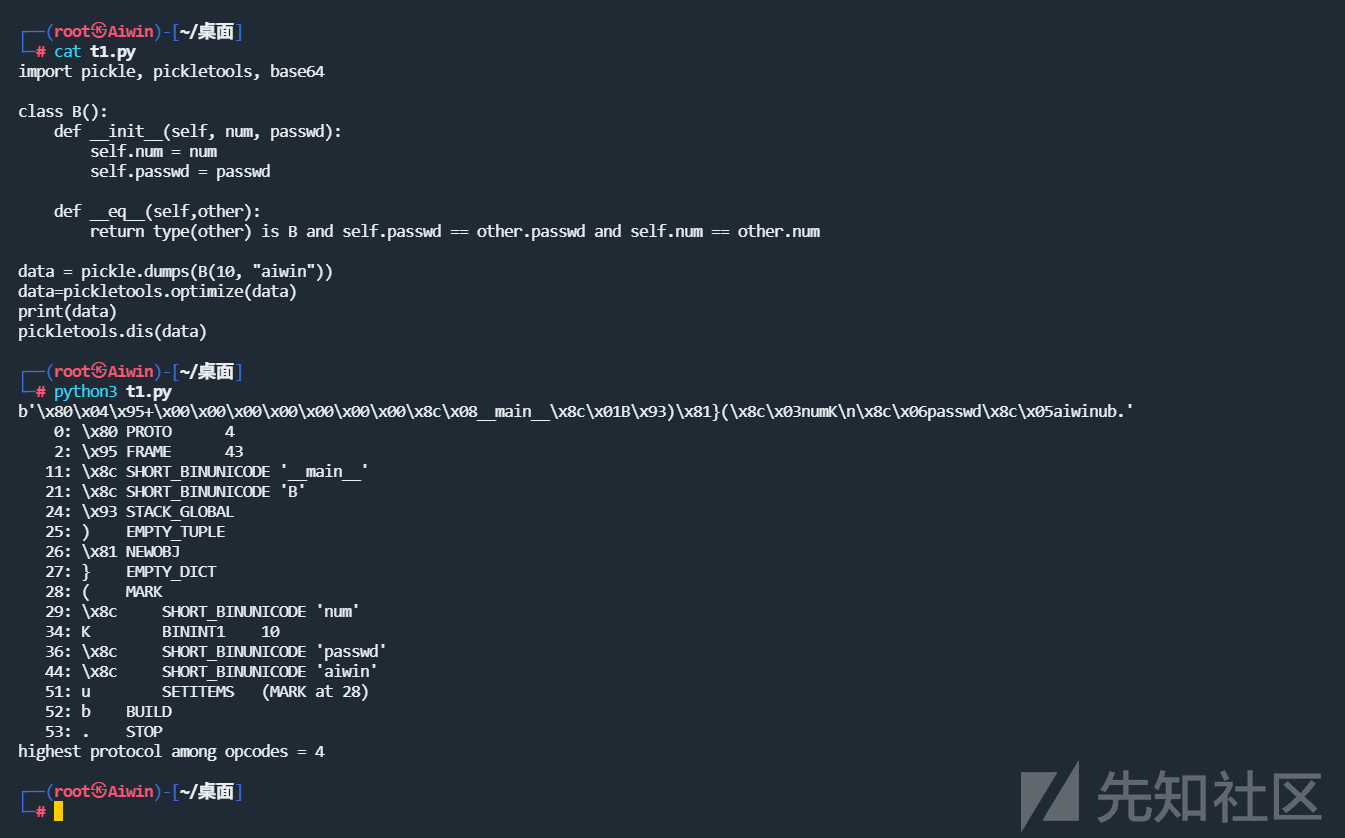 ┌──(root㉿Aiwin)-[~/桌面]
└─# cat t1.py
import pickle, pickletools, base64

class B():
    def __init__(self, num, passwd):
        self.num = num
        self.passwd = passwd

    def __eq__(self,other):
        return type(other) is B and self.passwd == other.passwd and self.num == other.num

data = pickle.dumps(B(10, "aiwin"))
data=pickletools.optimize(data)
print(data)
pickletools.dis(data)

┌──(root㉿Aiwin)-[~/桌面]
└─# python3 t1.py
b'\x80\x04\x95+\x00\x00\x00\x00\x00\x00\x00\x8c\x08__main__\x8c\x01B\x93)\x81}(\x8c\x03numK\n\x8c\x06passwd\x8c\x05aiwinub.'
    0: \x80 PROTO      4
    2: \x95 FRAME      43
   11: \x8c SHORT_BINUNICODE '__main__'
   21: \x8c SHORT_BINUNICODE 'B'
   24: \x93 STACK_GLOBAL
   25: )    EMPTY_TUPLE
   26: \x81 NEWOBJ
   27: }    EMPTY_DICT
   28: (    MARK
   29: \x8c     SHORT_BINUNICODE 'num'
   34: K        BININT1    10
   36: \x8c     SHORT_BINUNICODE 'passwd'
   44: \x8c     SHORT_BINUNICODE 'aiwin'
   51: u        SETITEMS   (MARK at 28)
   52: b    BUILD
   53: .    STOP
highest protocol among opcodes = 4

┌──(root㉿Aiwin)-[~/桌面]
└─#
先知社区